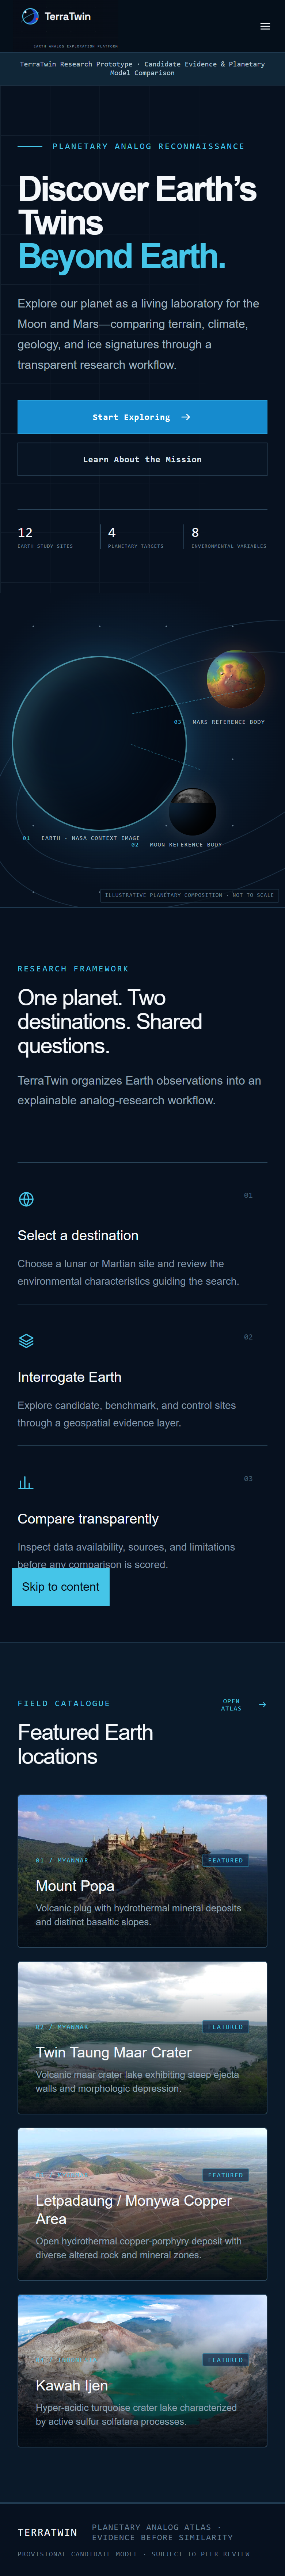 TerraTwin
EARTH ANALOG EXPLORATION PLATFORM
TerraTwin Research Prototype · Candidate Evidence & Planetary
Model Comparison
PLANETARY ANALOG RECONNAISSANCE
Discover Earth’s
Twins
Beyond Earth.
Explore our planet as a living laboratory for the
Moon and Mars—comparing terrain, climate,
geology, and ice signatures through a
transparent research workflow.
Start Exploring →
Learn About the Mission
12
EARTH STUDY SITES
4
PLANETARY TARGETS
8
ENVIRONMENTAL VARIABLES
03 MARS REFERENCE BODY
01 EARTH · NASA CONTEXT IMAGE
02 MOON REFERENCE BODY
ILLUSTRATIVE PLANETARY COMPOSITION · NOT TO SCALE
RESEARCH FRAMEWORK
One planet. Two
destinations. Shared
questions.
TerraTwin organizes Earth observations into an
explainable analog-research workflow.
01
Select a destination
Choose a lunar or Martian site and review the
environmental characteristics guiding the search.
02
Interrogate Earth
Explore candidate, benchmark, and control sites
through a geospatial evidence layer.
03
Compare transparently
Inspect data availability, sources, and limitations
before any comparison is scored.
Skip to content
FIELD CATALOGUE
OPEN
ATLAS →
Featured Earth
locations
01 / MYANMAR
FEATURED
Mount Popa
Volcanic plug with hydrothermal mineral deposits
and distinct basaltic slopes.
02 / MYANMAR
FEATURED
Twin Taung Maar Crater
Volcanic maar crater lake exhibiting steep ejecta
walls and morphologic depression.
FEATURED
Letpadaung / Monywa Copper
Area
Open hydrothermal copper-porphyry deposit with
diverse altered rock and mineral zones.
FEATURED
Kawah Ijen
Hyper-acidic turquoise crater lake characterized
by active sulfur solfatara processes.
TERRATWIN
PLANETARY ANALOG ATLAS ·
EVIDENCE BEFORE SIMILARITY
PROVISIONAL CANDIDATE MODEL · SUBJECT TO PEER REVIEW